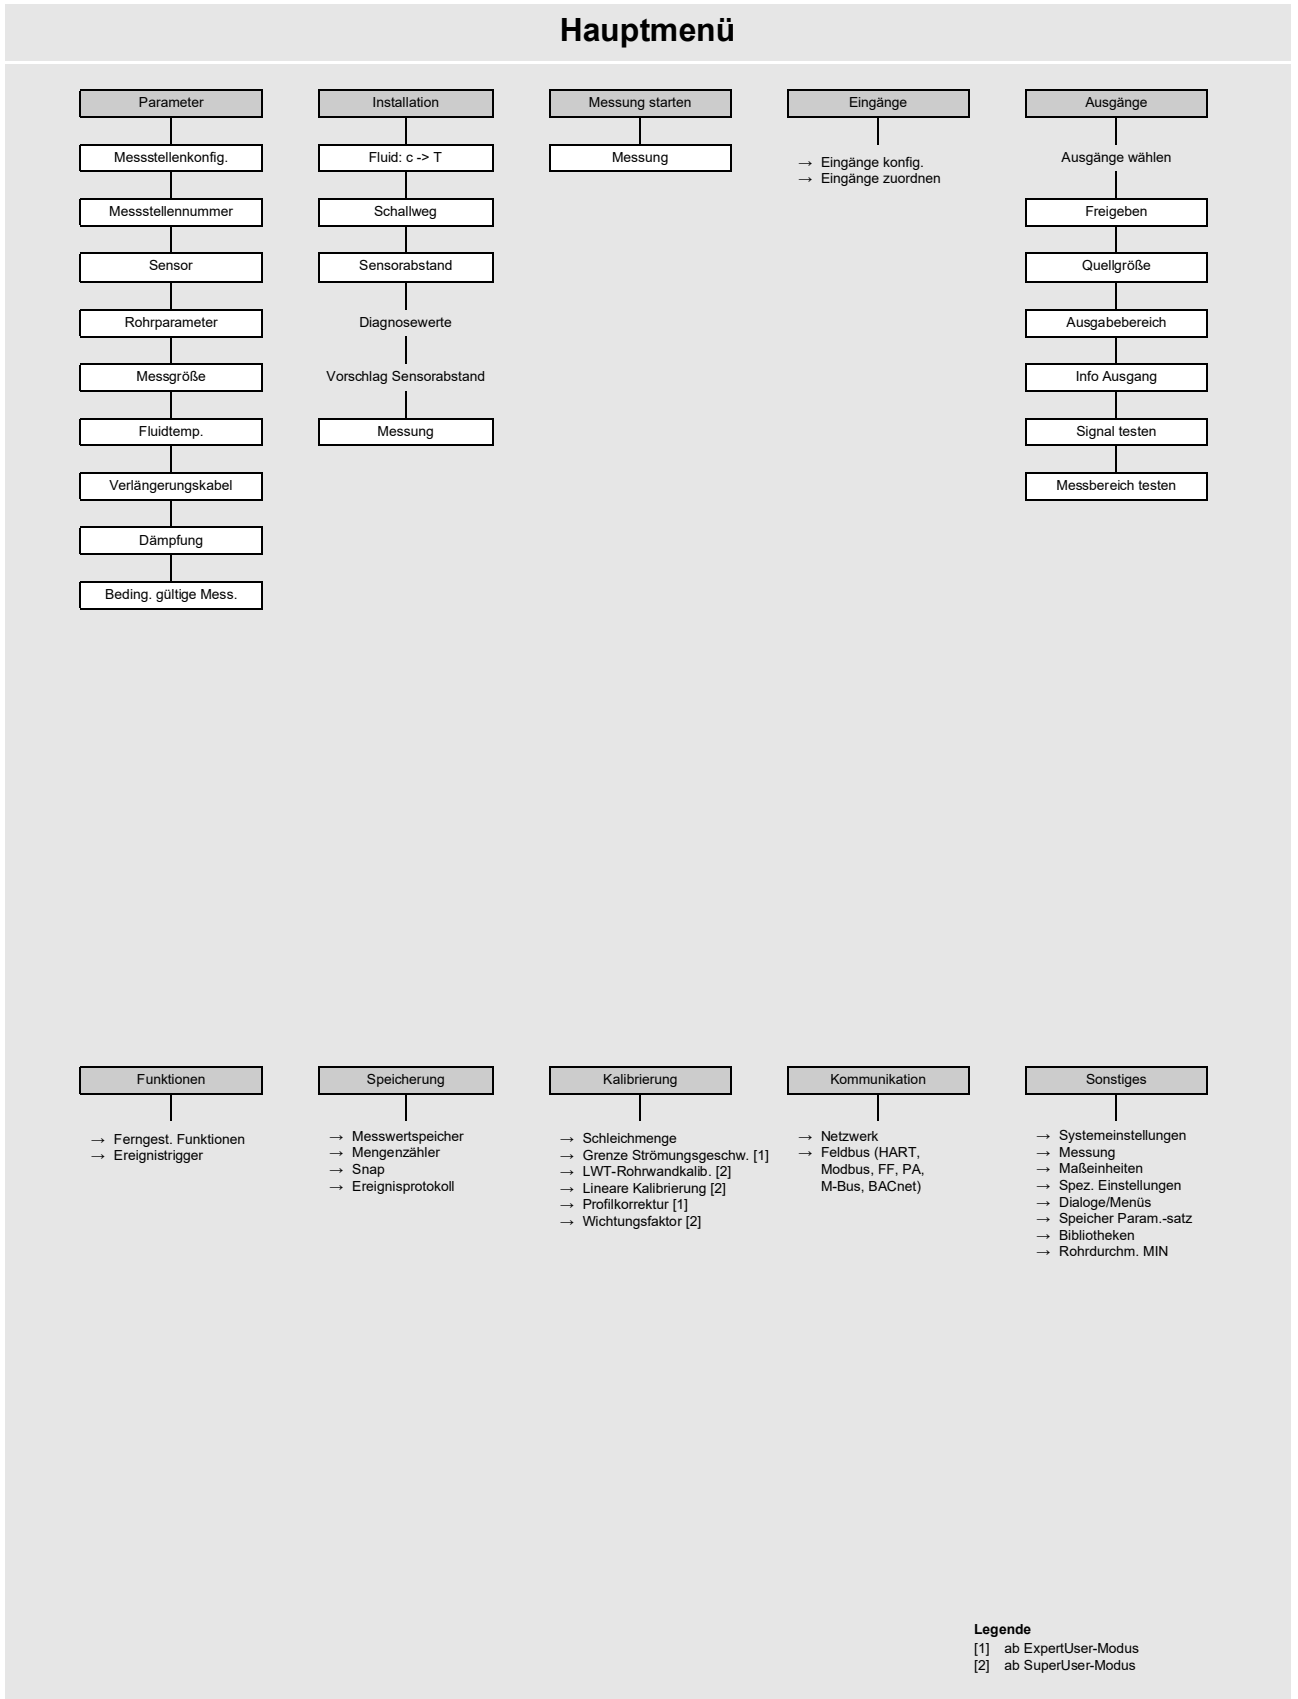 Hauptmenü
Parameter
Messstellenkonfig.
Messstellennummer
Sensor
Rohrparameter
Messgröße
Fluidtemp.
Verlängerungskabel
Dämpfung
Beding. gültige Mess.
Installation
Fluid: c -> T
Schallweg
Sensorabstand
Diagnosewerte
Vorschlag Sensorabstand
Messung
Messung starten
Messung
Eingänge
→ Eingänge konfig.
→ Eingänge zuordnen
Ausgänge
Ausgänge wählen
Freigeben
Quellgröße
Ausgabebereich
Info Ausgang
Signal testen
Messbereich testen
Funktionen
→ Ferngest. Funktionen
→ Ereignistrigger
Speicherung
→ Messwertspeicher
→ Mengenzähler
→ Snap
→ Ereignisprotokoll
Kalibrierung
→ Schleichmenge
→ Grenze Strömungsgeschw. [1]
→ LWT-Rohrwandkalib. [2]
→ Lineare Kalibrierung [2]
→ Profilkorrektur [1]
→ Wichtungsfaktor [2]
Kommunikation
→ Netzwerk
→ Feldbus (HART,
Modbus, FF, PA,
M-Bus, BACnet)
Sonstiges
→ Systemeinstellungen
→ Messung
→ Maßeinheiten
→ Spez. Einstellungen
→ Dialoge/Menüs
→ Speicher Param.-satz
→ Bibliotheken
→ Rohrdurchm. MIN
Legende
[1] ab ExpertUser-Modus
[2] ab SuperUser-Modus